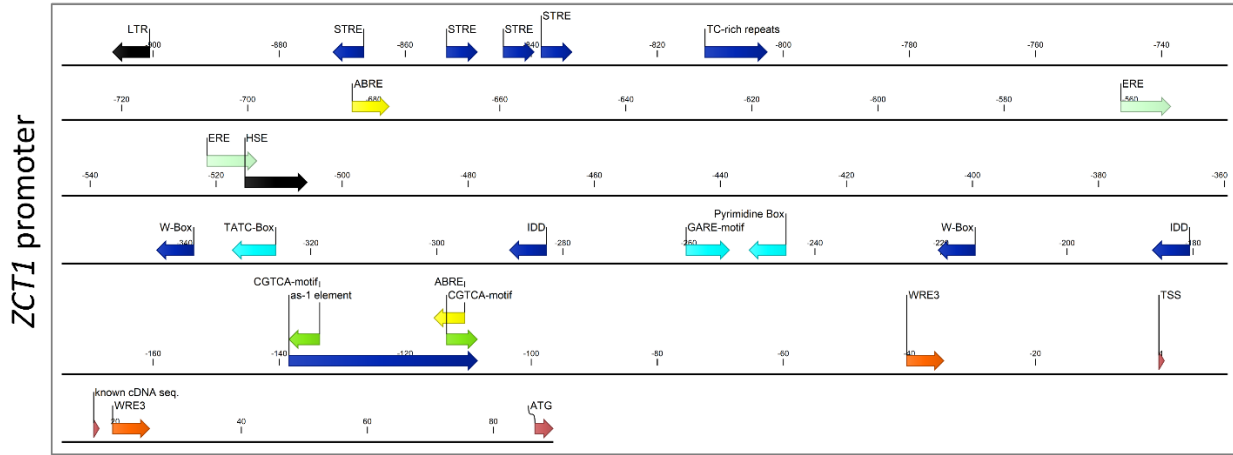 ZCT1 promoter
LTR STRE STRE STRE STRE TC-rich repeats
-900 -880 -860 -840 -820 -800 -780 -760 -740
ABRE ERE
-720 -700 -680 -660 -640 -620 -600 -580 -560
ERE HSE
-540 -520 -500 -480 -460 -440 -420 -400 -380 -360
Pyrimidine Box
W-Box TATC-Box IDD GARE-motif W-Box IDD
-340 -320 -300 -280 -260 -240 -220 -200 -180
CGTCA-motif ABRE
as-1 element CGTCA-motif WRE3 TSS
-160 -140 -120 -100 -80 -60 -40 -20
known cDNA seq.
WRE3 ATG
20 40 60 80